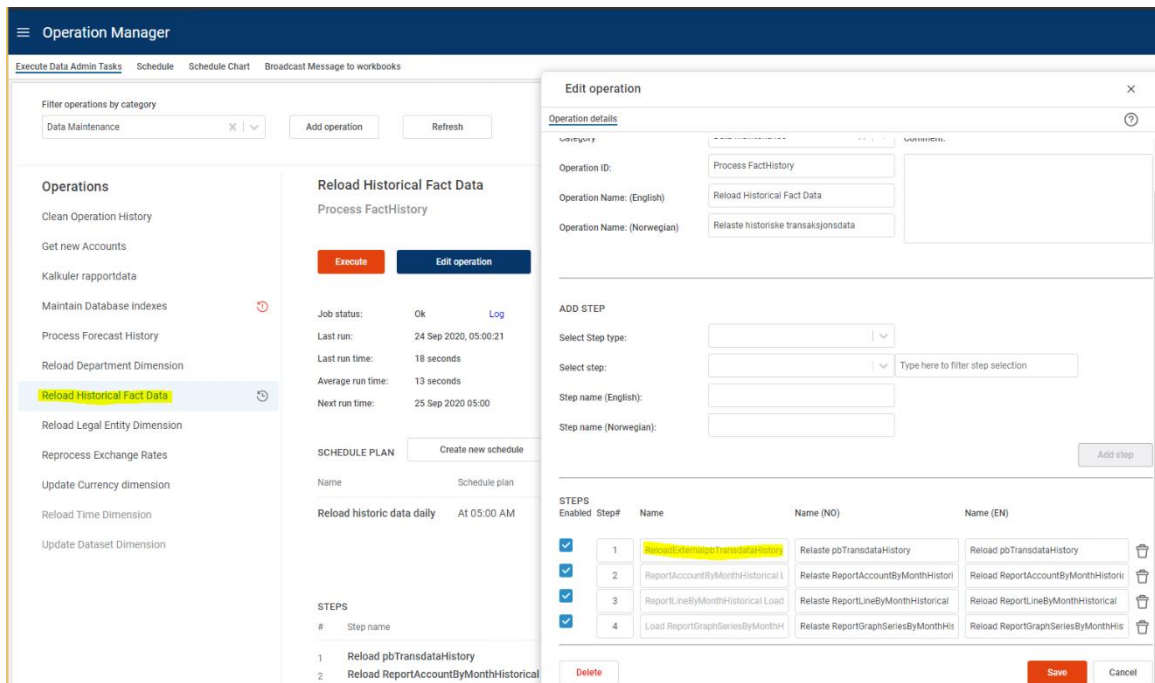 Operation Manager
Execute Data Admin Tasks Schedule Schedule Chart Broadcast Message to workbooks
Filter operations by category
Data Maintenance
Add operation
Refresh
Operations
Clean Operation History
Get new Accounts
Kalkuler rapportdata
Maintain Database indexes
Process Forecast History
Reload Department Dimension
Reload Historical Fact Data
Reload Legal Entity Dimension
Reprocess Exchange Rates
Update Currency dimension
Reload Time Dimension
Update Dataset Dimension
Reload Historical Fact Data
Process FactHistory
Execute
Edit operation
Job status: Ok Log
Last run: 24 Sep 2020, 05:00:21
Last run time: 18 seconds
Average run time: 13 seconds
Next run time: 25 Sep 2020 05:00
SCHEDULE PLAN Create new schedule
Name Schedule plan
Reload historic data daily At 05:00 AM
STEPS
# Step name
1 Reload pbTransdataHistory
2 Reload ReportAccountByMonthHistorical
Edit operation
Operation details
Operation ID: Process FactHistory
Operation Name: (English) Reload Historical Fact Data
Operation Name: (Norwegian) Relaste historiske transaksjonsdata
ADD STEP
Select Step type:
Select step: Type here to filter step selection
Step name (English):
Step name (Norwegian):
Add step
STEPS
Enabled Step# Name Name (NO) Name (EN)
1 ReloadExternalpbTransdataHistory Relaste pbTransdataHistory Reload pbTransdataHistory
2 ReportAccountByMonthHistorical L Relaste ReportAccountByMonthHistori Reload ReportAccountByMonthHistoric
3 ReportLineByMonthHistorical Load Relaste ReportLineByMonthHistorical Reload ReportLineByMonthHistorical
4 Load ReportGraphSeriesByMonthH Relaste ReportGraphSeriesByMonthHis Reload ReportGraphSeriesByMonthHis
Delete
Save
Cancel